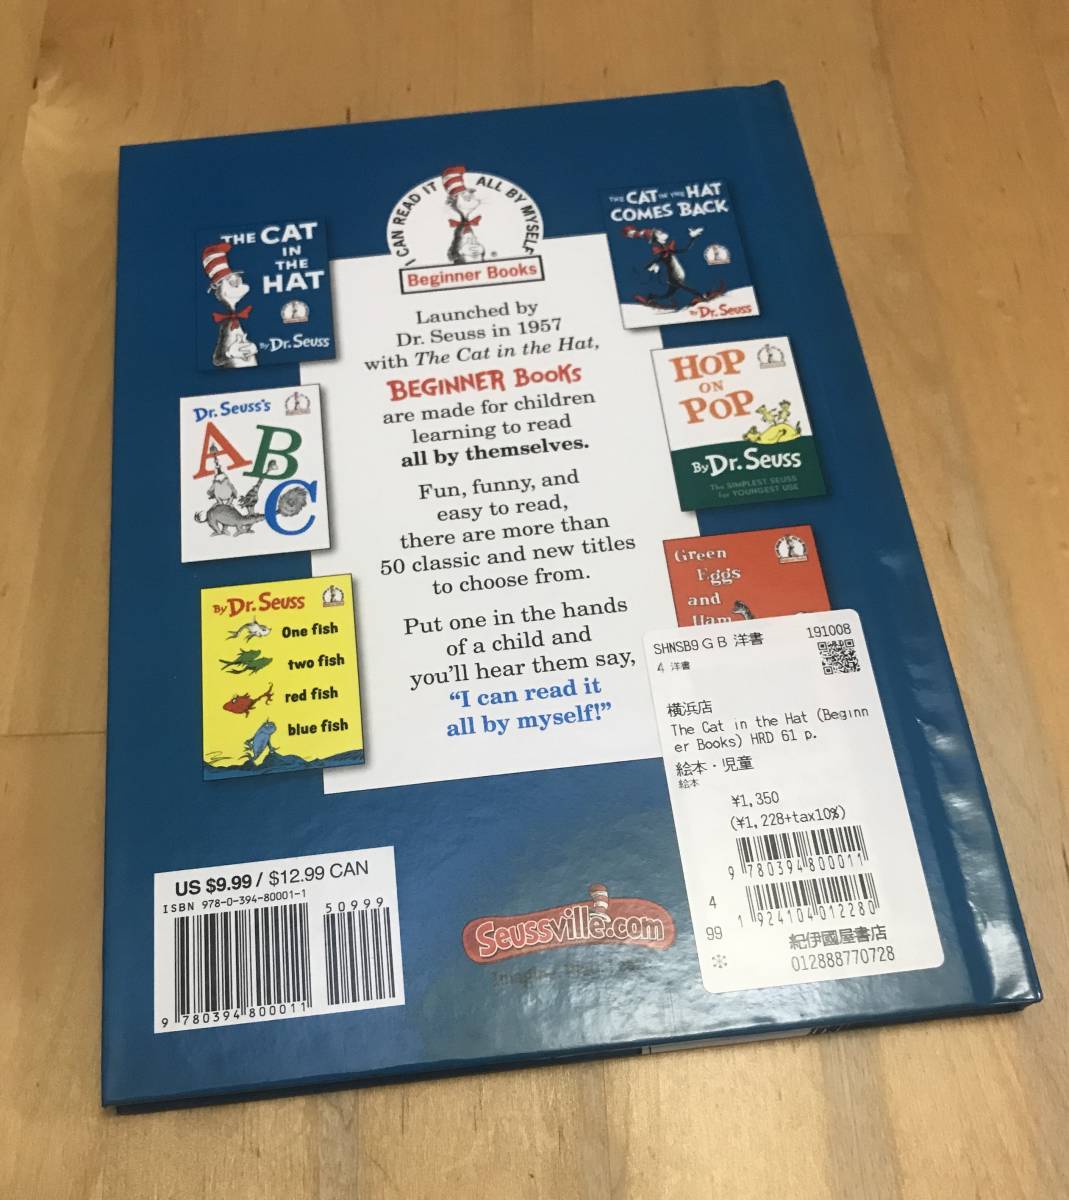 I CAN READ IT ALL BY MYSELF
Beginner Books
®
THE CAT
IN
THE
HAT
By Dr. Seuss
THE CAT IN THE HAT
COMES BACK
By Dr. Seuss
Dr. Seuss's
ABC
HOP
ON
POP
By Dr. Seuss
The SIMPLEST SEUSS
for YOUNGEST USE
By Dr. Seuss
One fish
two fish
red fish
blue fish
Green
Eggs
and
Ham
Launched by
Dr. Seuss in 1957
with The Cat in the Hat,
BEGINNER BOOKS
are made for children
learning to read
all by themselves.
Fun, funny, and
easy to read,
there are more than
50 classic and new titles
to choose from.
Put one in the hands
of a child and
you'll hear them say,
“I can read it
all by myself!”
SHNSB9 G B 洋書 191008
4 洋書
横浜店
The Cat in the Hat (Beginn
er Books) HRD 61 p.
絵本・児童
絵本
¥1,350
(¥1,228+tax10%)
9 780394 800011
4
1 924104 012280
99
紀伊國屋書店
012888770728
US $9.99 / $12.99 CAN
ISBN 978-0-394-80001-1
50999
9 780394 800011
Seussville.com